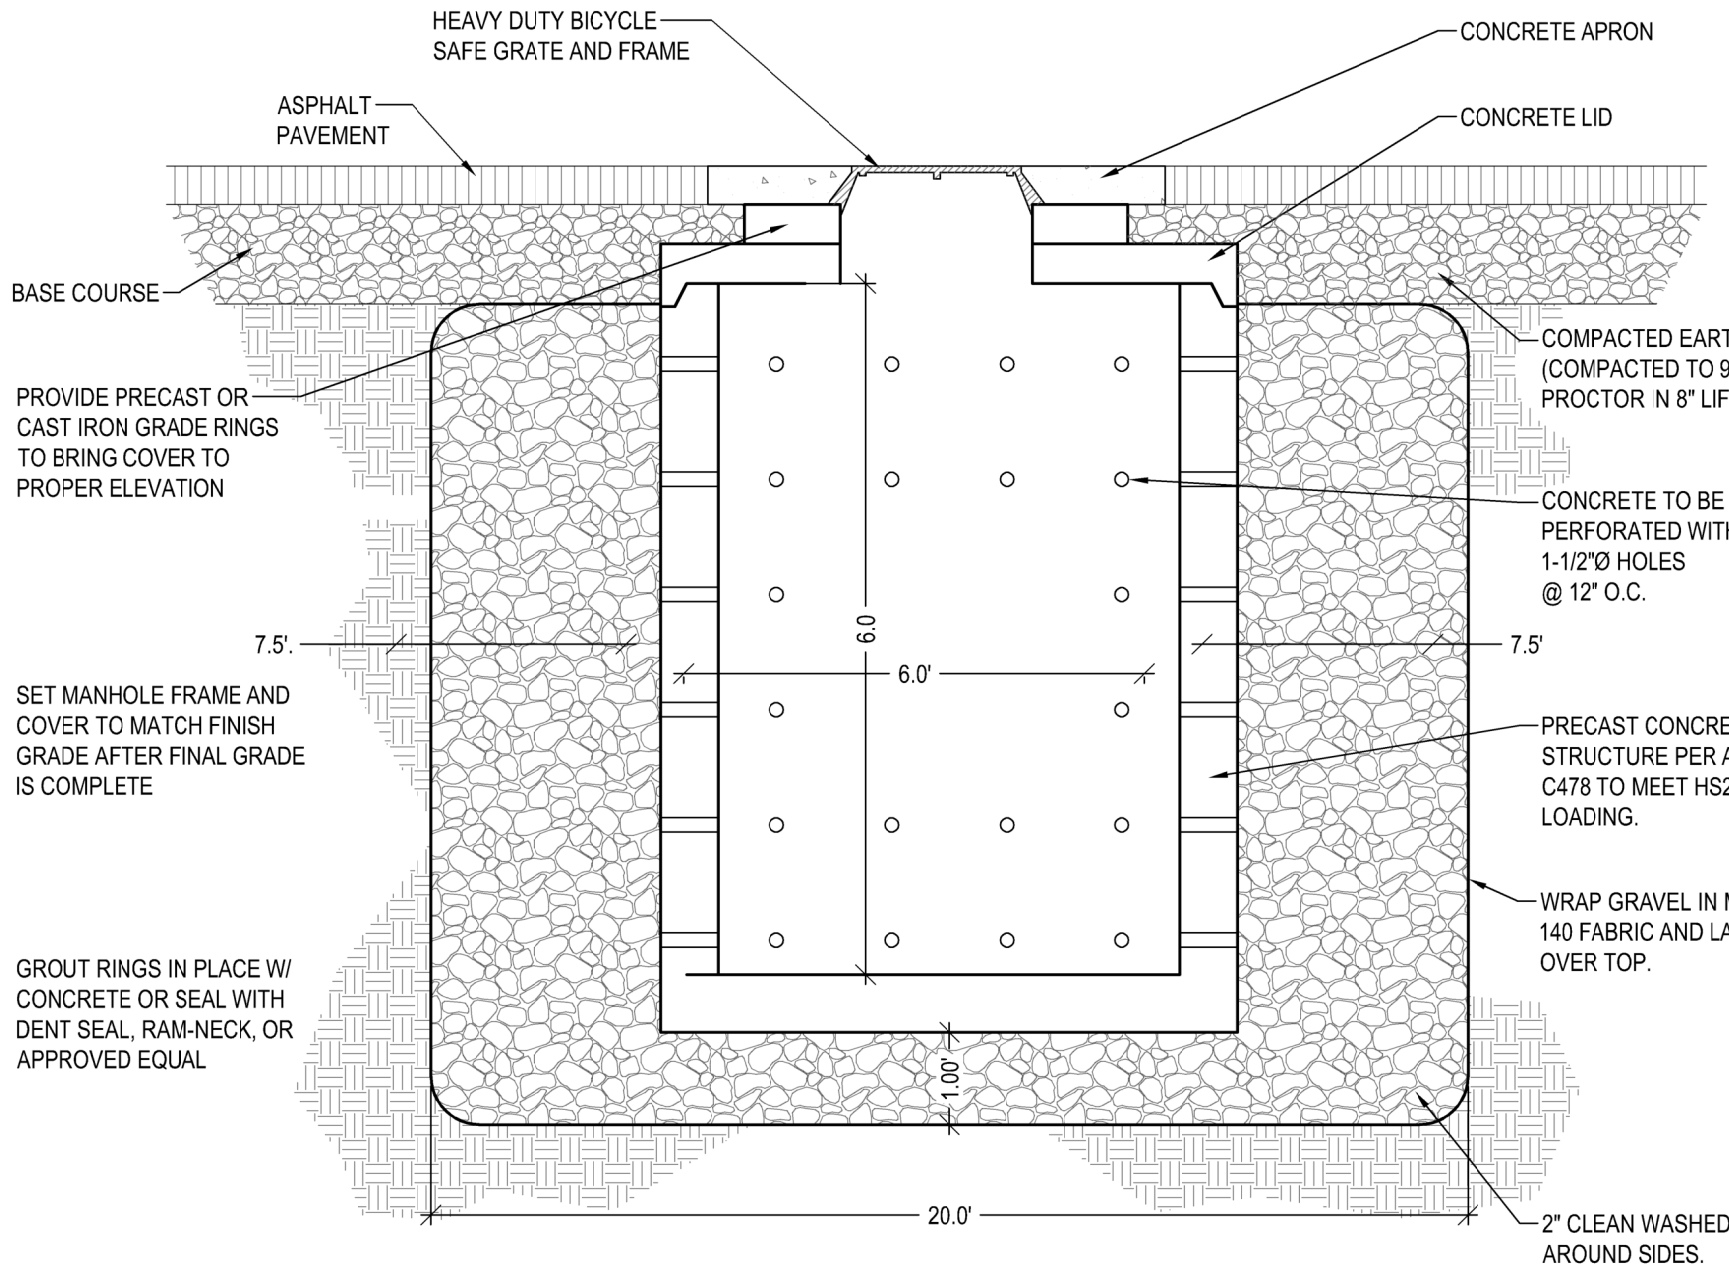 HEAVY DUTY BICYCLE
SAFE GRATE AND FRAME
CONCRETE APRON
ASPHALT
PAVEMENT
CONCRETE LID
BASE COURSE
COMPACTED EART
(COMPACTED TO 9
PROCTOR IN 8" LIF
PROVIDE PRECAST OR
CAST IRON GRADE RINGS
TO BRING COVER TO
PROPER ELEVATION
CONCRETE TO BE
PERFORATED WITH
1-1/2"Ø HOLES
@ 12" O.C.
6.0
7.5'.
6.0'
7.5'
SET MANHOLE FRAME AND
COVER TO MATCH FINISH
GRADE AFTER FINAL GRADE
IS COMPLETE
PRECAST CONCRE
STRUCTURE PER A
C478 TO MEET HS2
LOADING.
WRAP GRAVEL IN
140 FABRIC AND LA
OVER TOP.
GROUT RINGS IN PLACE W/
CONCRETE OR SEAL WITH
DENT SEAL, RAM-NECK, OR
APPROVED EQUAL
1.00'
20.0'
2" CLEAN WASHED
AROUND SIDES.